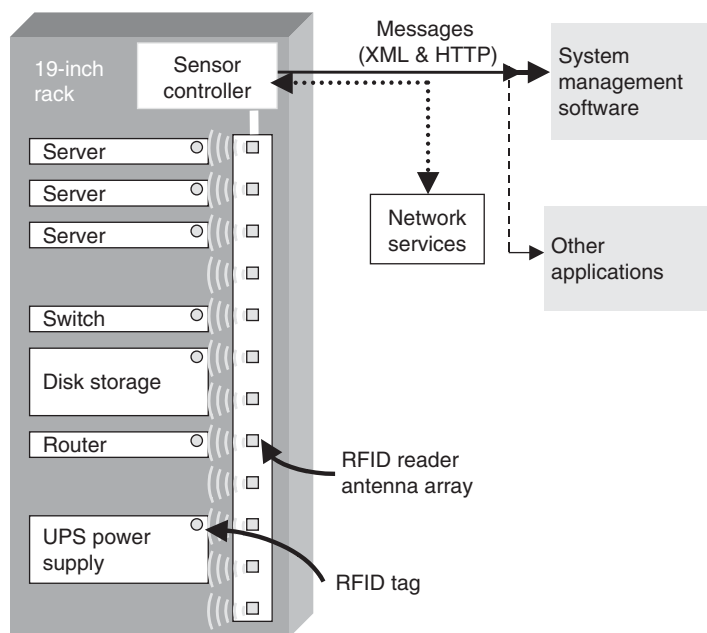 Messages
(XML & HTTP)
19-inch
rack
Sensor
controller
System
management
software
Server
Server
Server
Network
services
Other
applications
Switch
Disk storage
Router
RFID reader
antenna array
UPS power
supply
RFID tag